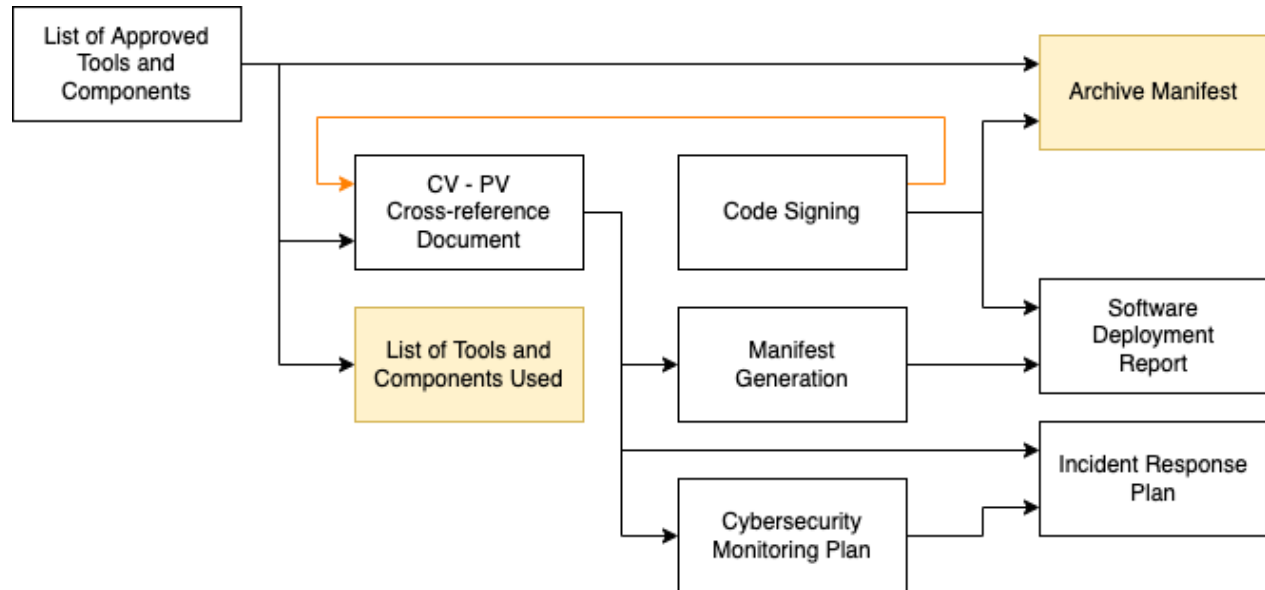 List of Approved
Tools and
Components
Archive Manifest
CV - PV
Cross-reference
Document
Code Signing
List of Tools and
Components Used
Manifest
Generation
Software
Deployment
Report
Cybersecurity
Monitoring Plan
Incident Response
Plan